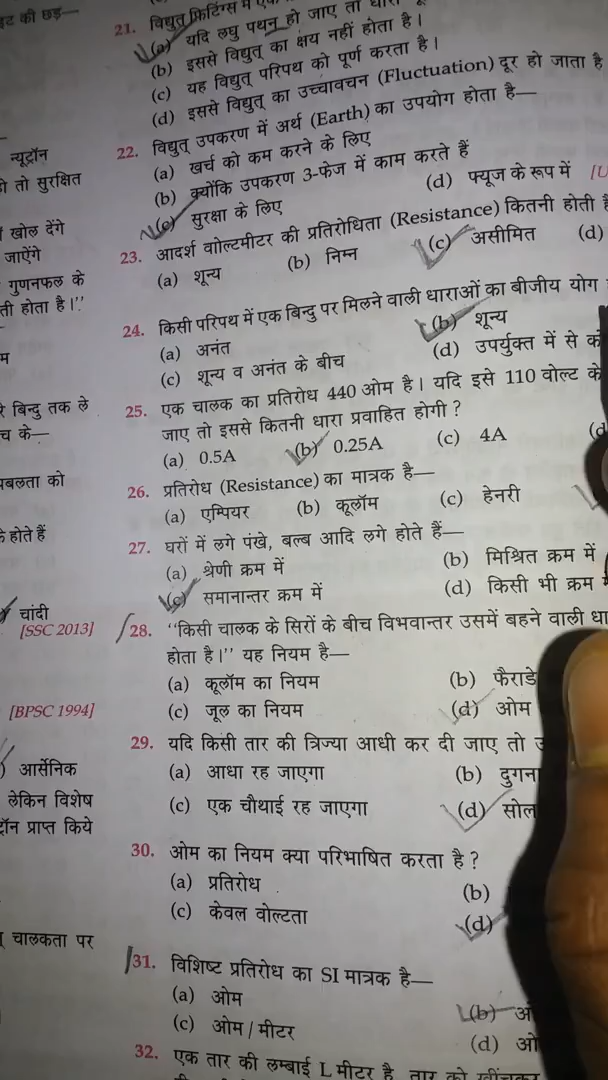 इट की छड़—
न्यूट्रॉन
तो सुरक्षित
खोल देंगे
जाऐंगे
गुणनफल के
ती होता है।"
बिन्दु तक ले
च के—
होते हैं
चांदी
[SSC 2013]
[BPSC 1994]
आर्सेनिक
लेकिन विशेष
प्राप्त किये
चालकता पर
21. विद्युत् फ़िटिंग्स में
(a) यदि लघु पथन हो जाए तो
(b) इससे विद्युत् का क्षय नहीं होता है।
(c) यह विद्युत् परिपथ को पूर्ण करता है।
(d) इससे विद्युत् का उच्चावचन (Fluctuation) दूर हो जाता है
22. विद्युत् उपकरण में अर्थ (Earth) का उपयोग होता है—
(a) खर्च को कम करने के लिए
(b) क्योंकि उपकरण 3-फेज में काम करते हैं
(c) सुरक्षा के लिए (d) फ्यूज के रूप में [U
23. आदर्श वाोल्टमीटर की प्रतिरोधिता (Resistance) कितनी होती है
(a) शून्य (b) निम्न (c) असीमित (d)
24. किसी परिपथ में एक बिन्दु पर मिलने वाली धाराओं का बीजीय योग
(a) अनंत (b) शून्य
(c) शून्य व अनंत के बीच (d) उपर्युक्त में से
25. एक चालक का प्रतिरोध 440 ओम है। यदि इसे 110 वोल्ट के
जाए तो इससे कितनी धारा प्रवाहित होगी ?
(a) 0.5A (b) 0.25A (c) 4A (d
26. प्रतिरोध (Resistance) का मात्रक है—
(a) एम्पियर (b) कूलॉम (c) हेनरी
27. घरों में लगे पंखे, बल्ब आदि लगे होते हैं—
(a) श्रेणी क्रम में (b) मिश्रित क्रम में
(c) समानान्तर क्रम में (d) किसी भी क्रम
28. ''किसी चालक के सिरों के बीच विभवान्तर उसमें बहने वाली धा
होता है।'' यह नियम है—
(a) कूलॉम का नियम (b) फैराडे
(c) जूल का नियम (d) ओम
29. यदि किसी तार की त्रिज्या आधी कर दी जाए तो
(a) आधा रह जाएगा (b) दुगन
(c) एक चौथाई रह जाएगा (d) सोल
30. ओम का नियम क्या परिभाषित करता है ?
(a) प्रतिरोध (b)
(c) केवल वोल्टता (d)
31. विशिष्ट प्रतिरोध का SI मात्रक है—
(a) ओम (b) ओ
(c) ओम / मीटर (d) ओ
32. एक तार की लम्बाई L मीटर है, तार को खींचकर